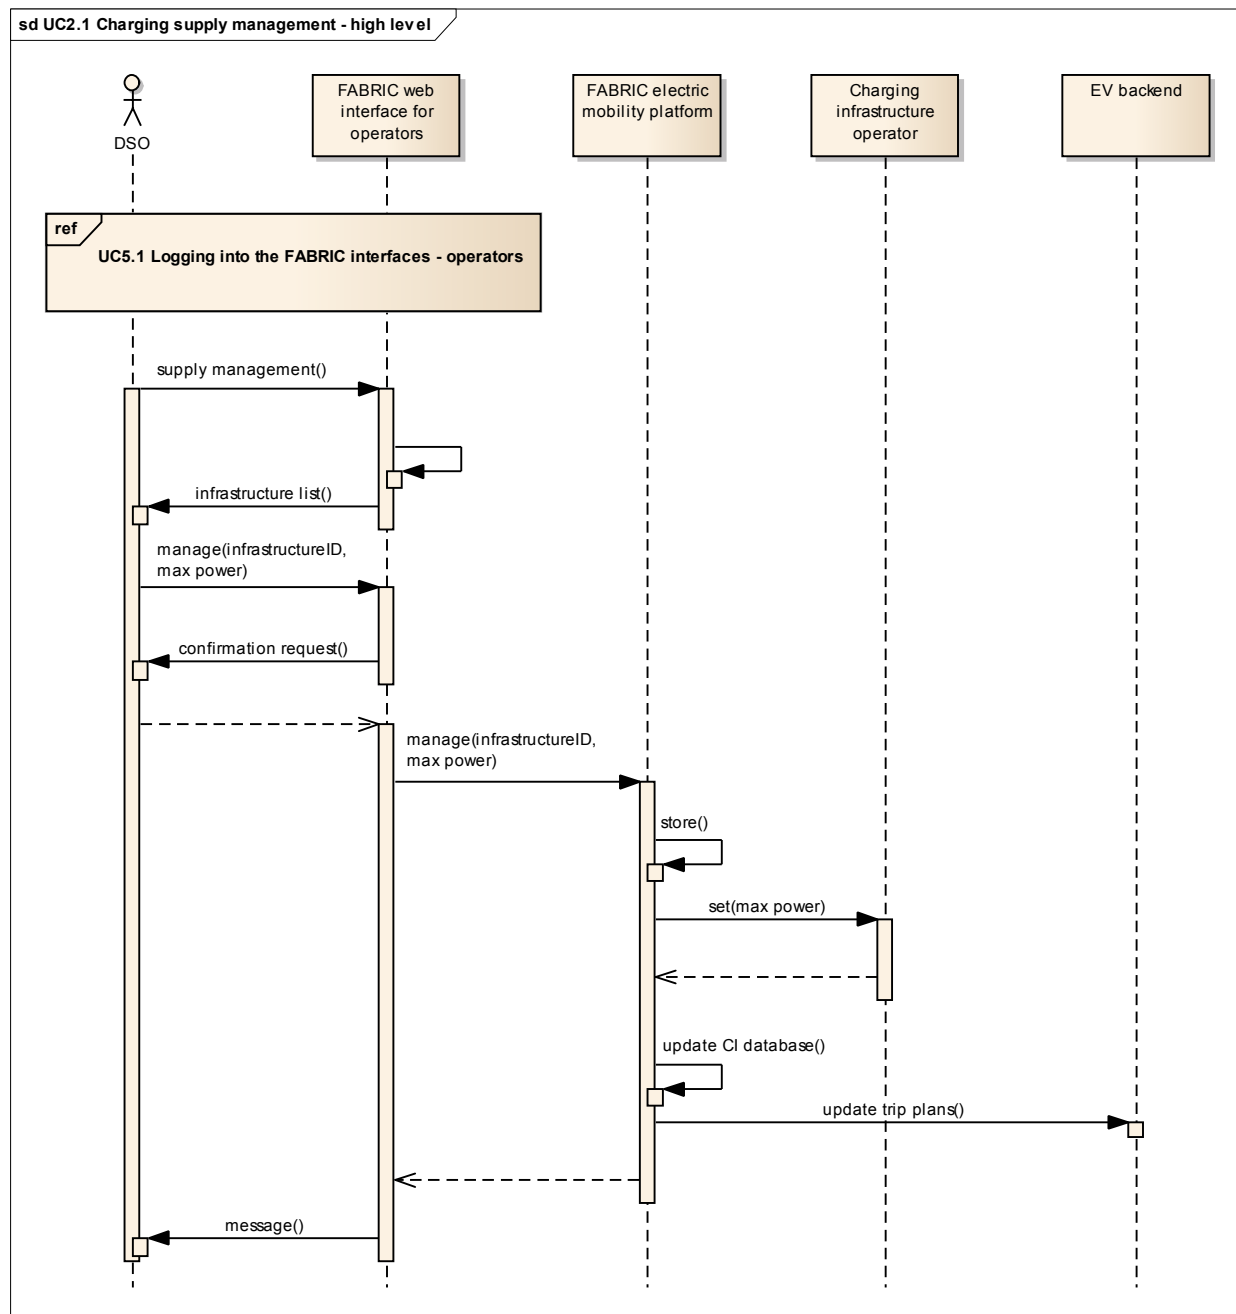 sd UC2.1 Charging supply management - high level
DSO
FABRIC web
interface for
operators
FABRIC electric
mobility platform
Charging
infrastructure
operator
EV backend
ref
UC5.1 Logging into the FABRIC interfaces - operators
supply management()
infrastructure list()
manage(infrastructureID,
max power)
confirmation request()
manage(infrastructureID,
max power)
store()
set(max power)
update CI database()
update trip plans()
message()